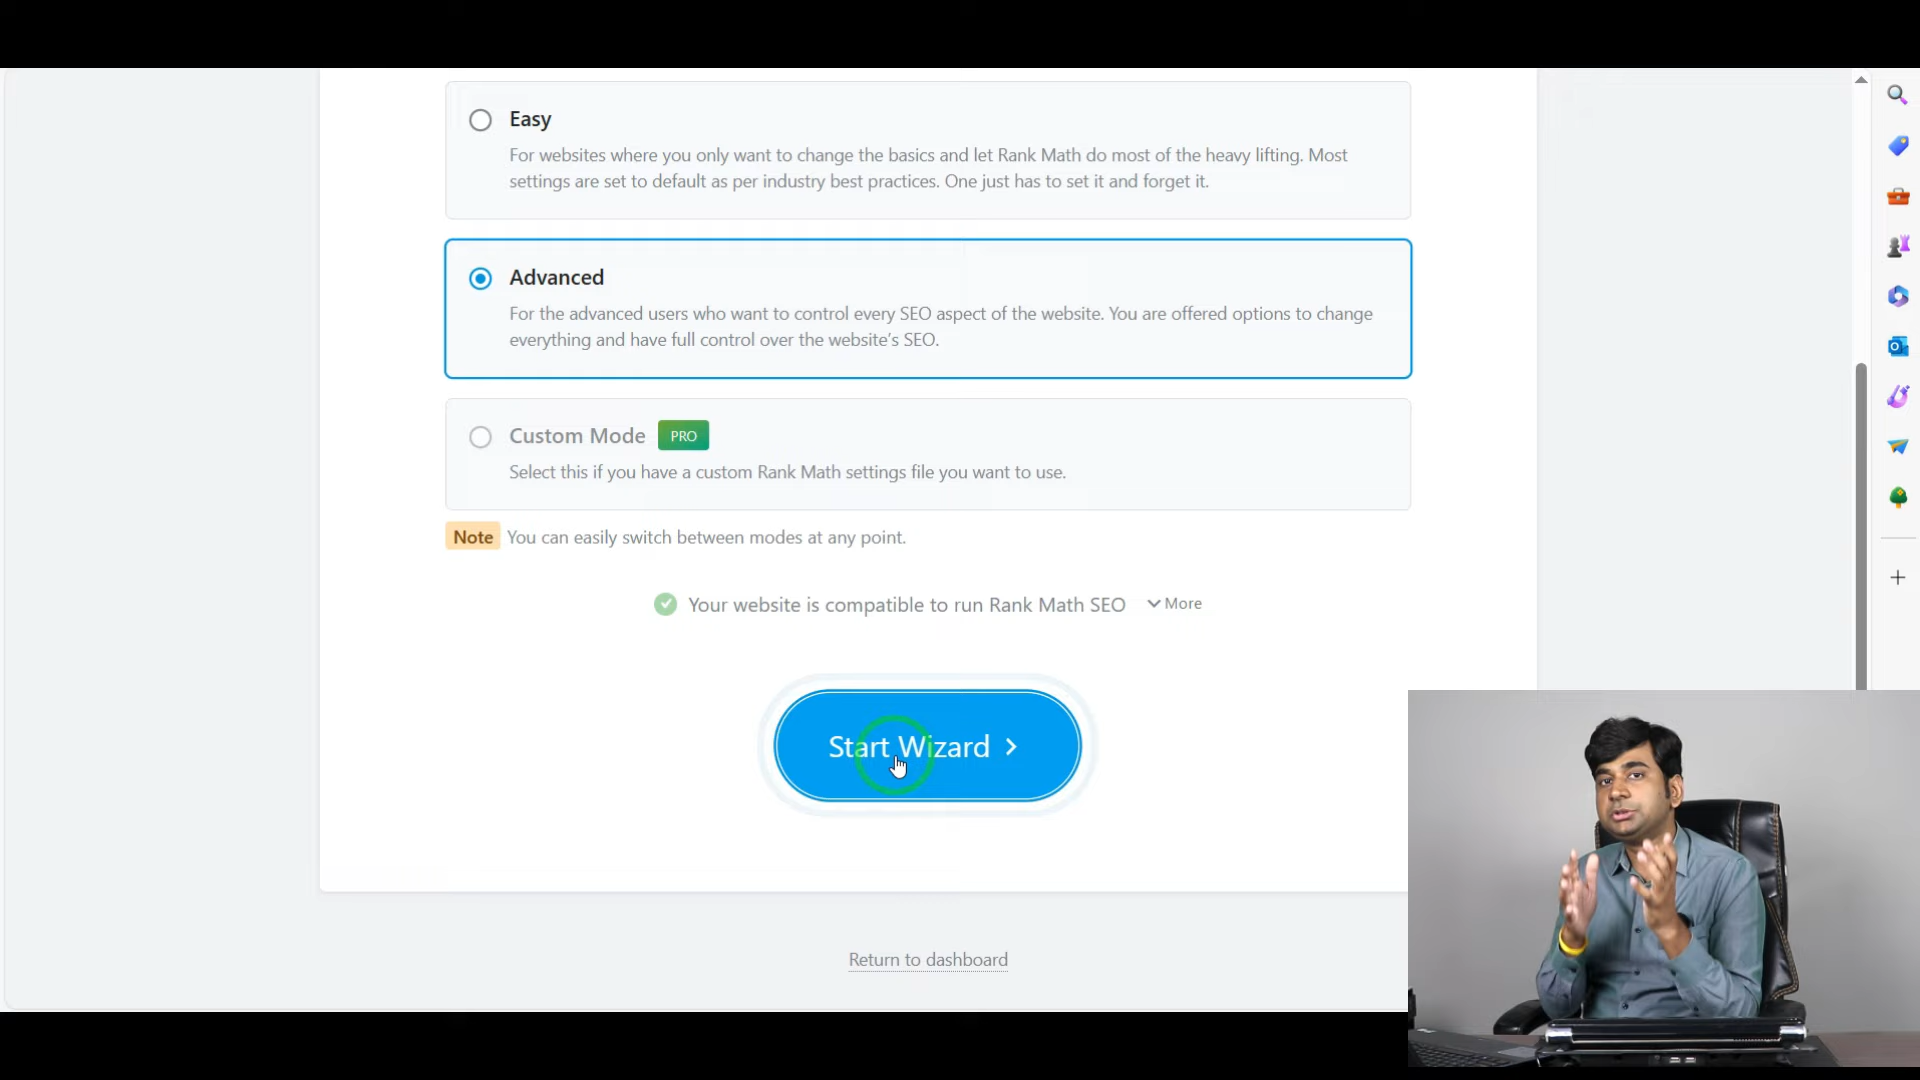 Easy
For websites where you only want to change the basics and let Rank Math do most of the heavy lifting. Most
settings are set to default as per industry best practices. One just has to set it and forget it.
Advanced
For the advanced users who want to control every SEO aspect of the website. You are offered options to change
everything and have full control over the website's SEO.
Custom Mode PRO
Select this if you have a custom Rank Math settings file you want to use.
Note You can easily switch between modes at any point.
Your website is compatible to run Rank Math SEO More
Start Wizard
Return to dashboard